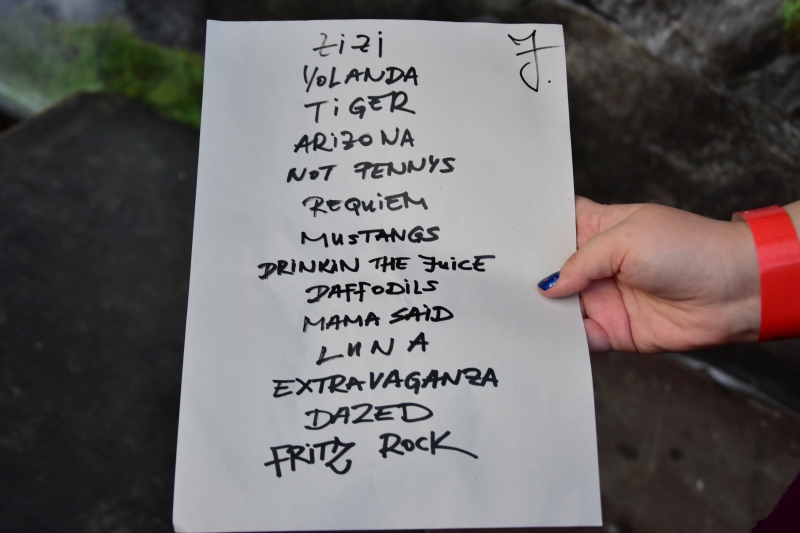 ZiZi
J.
YOLANDA
TiGER
ARiZONA
NOT PENNYS
REQUiEM
MUSTANGS
DRiNKiN THE JUiCE
DAFFODiLS
MAMA SAiD
LUNA
EXTRAVAGANZA
DAZED
FRiTZ ROCK